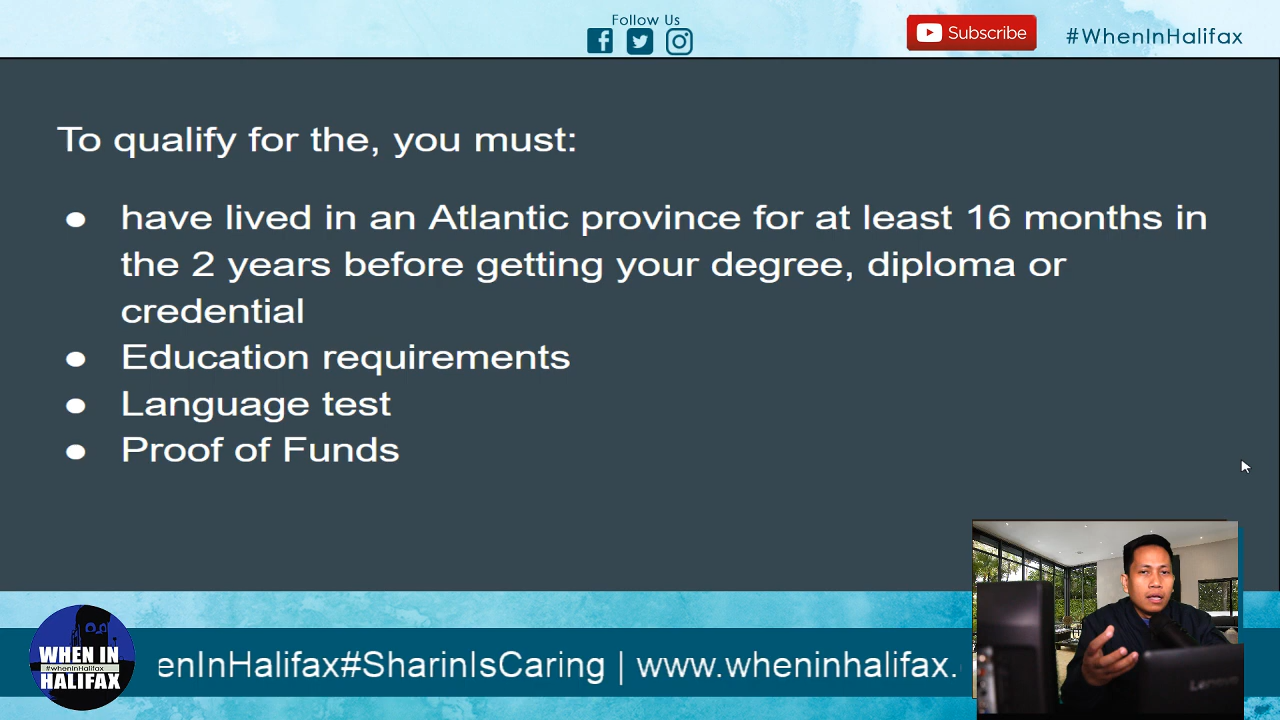 Follow Us
Subscribe
#WhenInHalifax
To qualify for the, you must:
● have lived in an Atlantic province for at least 16 months in
the 2 years before getting your degree, diploma or
credential
● Education requirements
● Language test
● Proof of Funds
WHEN IN
#wheninHalifax
HALIFAX
enInHalifax#SharinIsCaring | www.wheninhalifax.
Lenovo